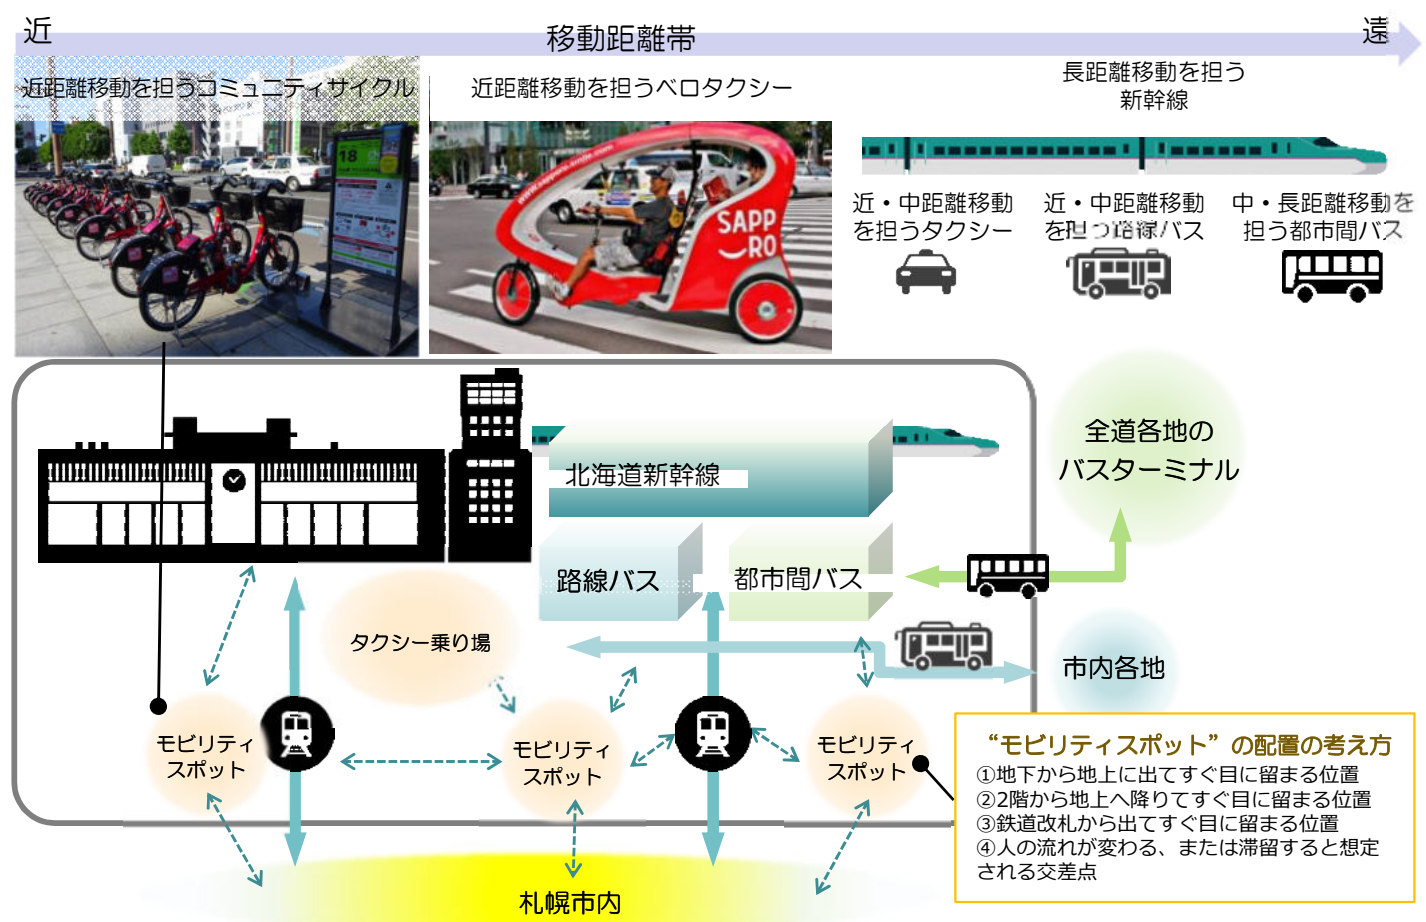 近
移動距離帯
遠
近距離移動を担うコミュニティサイクル
近距離移動を担うベロタクシー
長距離移動を担う
新幹線
18
www.sapporo-smile.com
SAPP
RO
近・中距離移動
を担うタクシー
近・中距離移動
を担う路線バス
中・長距離移動を
担う都市間バス
北海道新幹線
路線バス
都市間バス
全道各地の
バスターミナル
タクシー乗り場
市内各地
モビリティ
スポット
モビリティ
スポット
モビリティ
スポット
“モビリティスポット”の配置の考え方
①地下から地上に出てすぐ目に留まる位置
②2階から地上へ降りてすぐ目に留まる位置
③鉄道改札から出てすぐ目に留まる位置
④人の流れが変わる、または滞留すると想定
される交差点
札幌市内